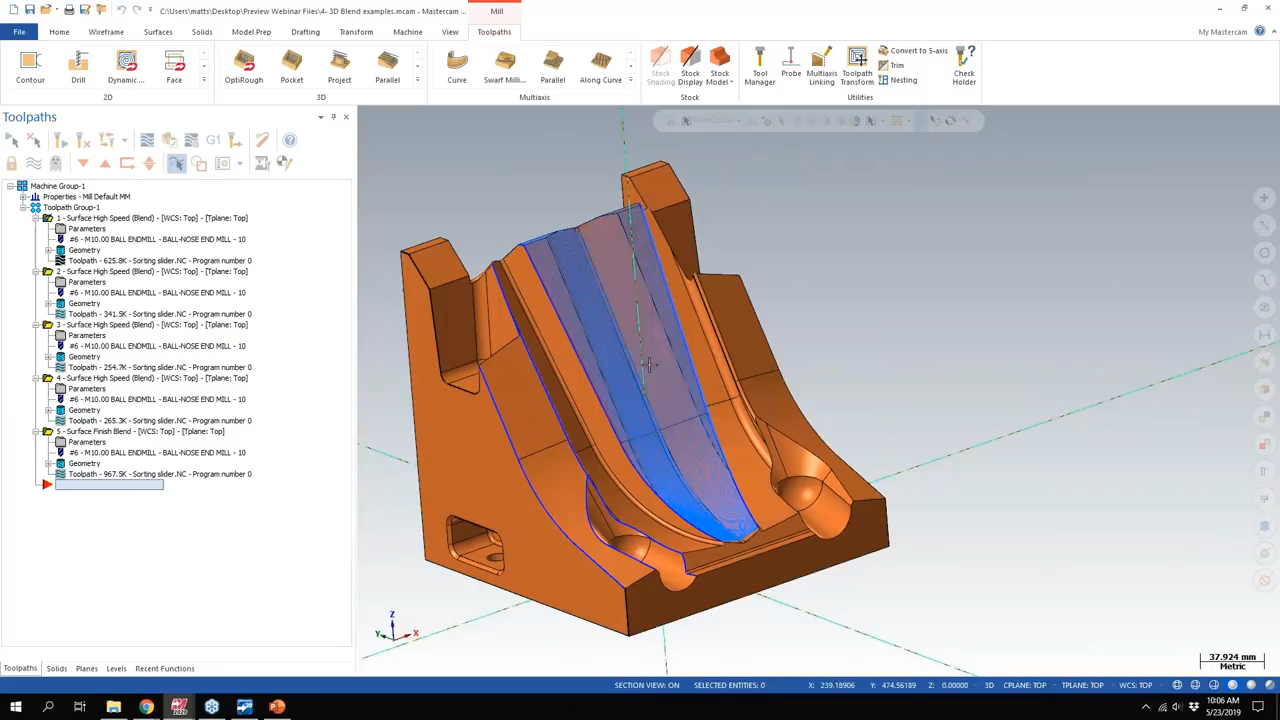 C:\Users\matts\Desktop\Preview Webinar Files\4- 3D Blend examples.mcam - Mastercam ... Mill
File Home Wireframe Surfaces Solids Model Prep Drafting Transform Machine View Toolpaths My Mastercam
Contour Drill Dynamic ... Face
2D
OptiRough Pocket Project Parallel
3D
Curve Swarf Milli... Parallel Along Curve
Multiaxis
Stock Shading Stock Display Stock Model
Stock
Tool Manager Probe Multiaxis Linking Toolpath Transform
Convert to 5-axis
Trim
Nesting
Check Holder
Utilities
Toolpaths
G1
Machine Group-1
Properties - Mill Default MM
Toolpath Group-1
1 - Surface High Speed (Blend) - [WCS: Top] - [Tplane: Top]
Parameters
#6 - M10.00 BALL ENDMILL - BALL-NOSE END MILL - 10
Geometry
Toolpath - 625.8K - Sorting slider.NC - Program number 0
2 - Surface High Speed (Blend) - [WCS: Top] - [Tplane: Top]
Parameters
#6 - M10.00 BALL ENDMILL - BALL-NOSE END MILL - 10
Geometry
Toolpath - 341.5K - Sorting slider.NC - Program number 0
3 - Surface High Speed (Blend) - [WCS: Top] - [Tplane: Top]
Parameters
#6 - M10.00 BALL ENDMILL - BALL-NOSE END MILL - 10
Geometry
Toolpath - 254.7K - Sorting slider.NC - Program number 0
4 - Surface High Speed (Blend) - [WCS: Top] - [Tplane: Top]
Parameters
#6 - M10.00 BALL ENDMILL - BALL-NOSE END MILL - 10
Geometry
Toolpath - 265.3K - Sorting slider.NC - Program number 0
5 - Surface Finish Blend - [WCS: Top] - [Tplane: Top]
Parameters
#6 - M10.00 BALL ENDMILL - BALL-NOSE END MILL - 10
Geometry
Toolpath - 967.5K - Sorting slider.NC - Program number 0
Z
Y X
37.924 mm
Metric
Toolpaths Solids Planes Levels Recent Functions
SECTION VIEW: ON SELECTED ENTITIES: 0 X: 239.18906 Y: 474.56189 Z: 0.00000 3D CPLANE: TOP TPLANE: TOP WCS: TOP
10:06 AM
5/23/2019